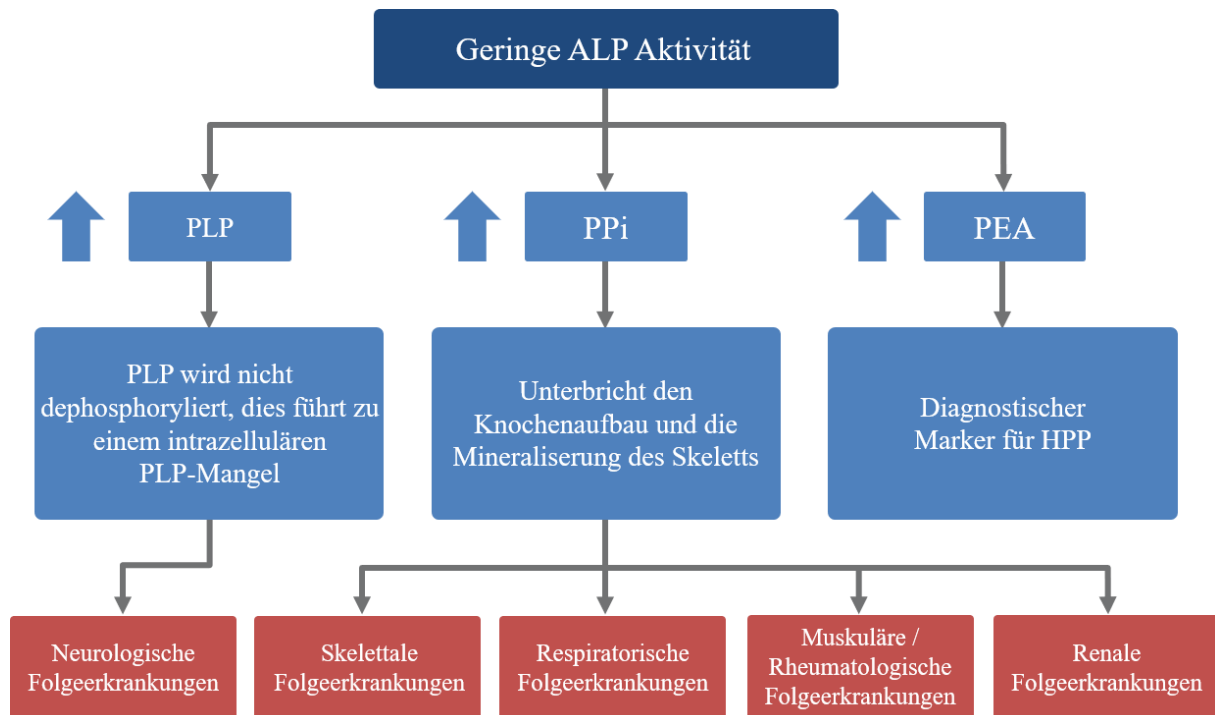 Geringe ALP Aktivität
PLP
PPi
PEA
PLP wird nicht
dephosphoryliert, dies führt zu
einem intrazellulären
PLP-Mangel
Unterbricht den
Knochenaufbau und die
Mineraliserung des Skeletts
Diagnostischer
Marker für HPP
Neurologische
Folgeerkrankungen
Skelettale
Folgeerkrankungen
Respiratorische
Folgeerkrankungen
Muskuläre /
Rheumatologische
Folgeerkrankungen
Renale
Folgeerkrankungen